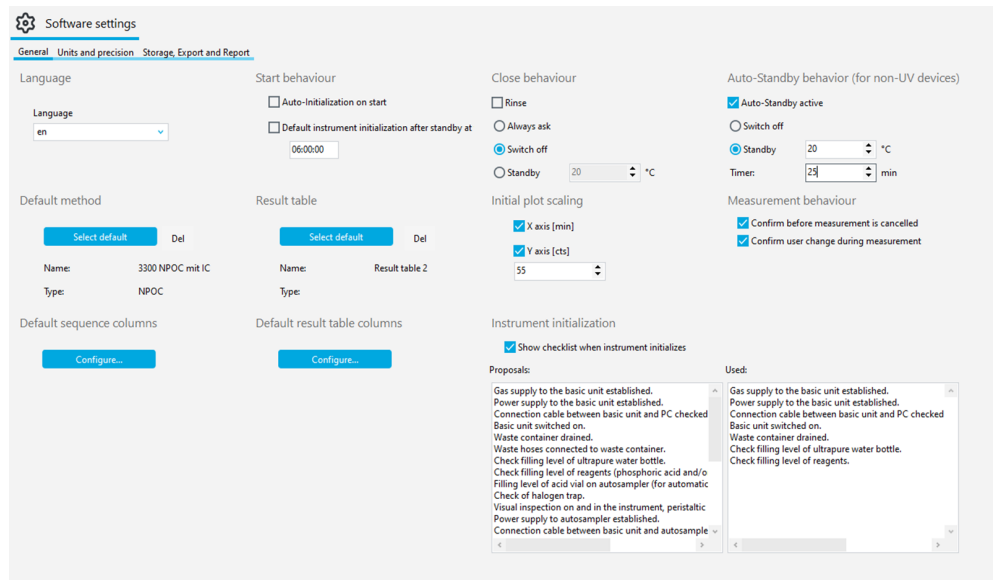 Software settings
General
Units and precision
Storage, Export and Report
Language
Language
en
Start behaviour
Auto-Initialization on start
Default instrument initialization after standby at
06:00:00
Close behaviour
Rinse
Always ask
Switch off
Standby
20
°C
Auto-Standby behavior (for non-UV devices)
Auto-Standby active
Switch off
Standby
20
°C
Timer:
25
min
Default method
Select default
Del
Name:
3300 NPOC mit IC
Type:
NPOC
Result table
Select default
Del
Name:
Result table 2
Type:
Initial plot scaling
X axis [min]
Y axis [cts]
55
Measurement behaviour
Confirm before measurement is cancelled
Confirm user change during measurement
Default sequence columns
Configure...
Default result table columns
Configure...
Instrument initialization
Show checklist when instrument initializes
Proposals:
Gas supply to the basic unit established.
Power supply to the basic unit established.
Connection cable between basic unit and PC checked
Basic unit switched on.
Waste container drained.
Waste hoses connected to waste container.
Check filling level of ultrapure water bottle.
Check filling level of reagents (phosphoric acid and/o
Filling level of acid vial on autosampler (for automatic
Check of halogen trap.
Visual inspection on and in the instrument, peristaltic
Power supply to autosampler established.
Connection cable between basic unit and autosample
Used:
Gas supply to the basic unit established.
Power supply to the basic unit established.
Connection cable between basic unit and PC checked
Basic unit switched on.
Waste container drained.
Check filling level of ultrapure water bottle.
Check filling level of reagents.